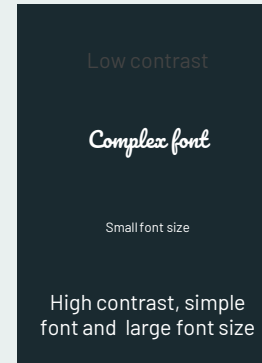 Low contrast
Complex font
Small font size
High contrast, simple
font and large font size